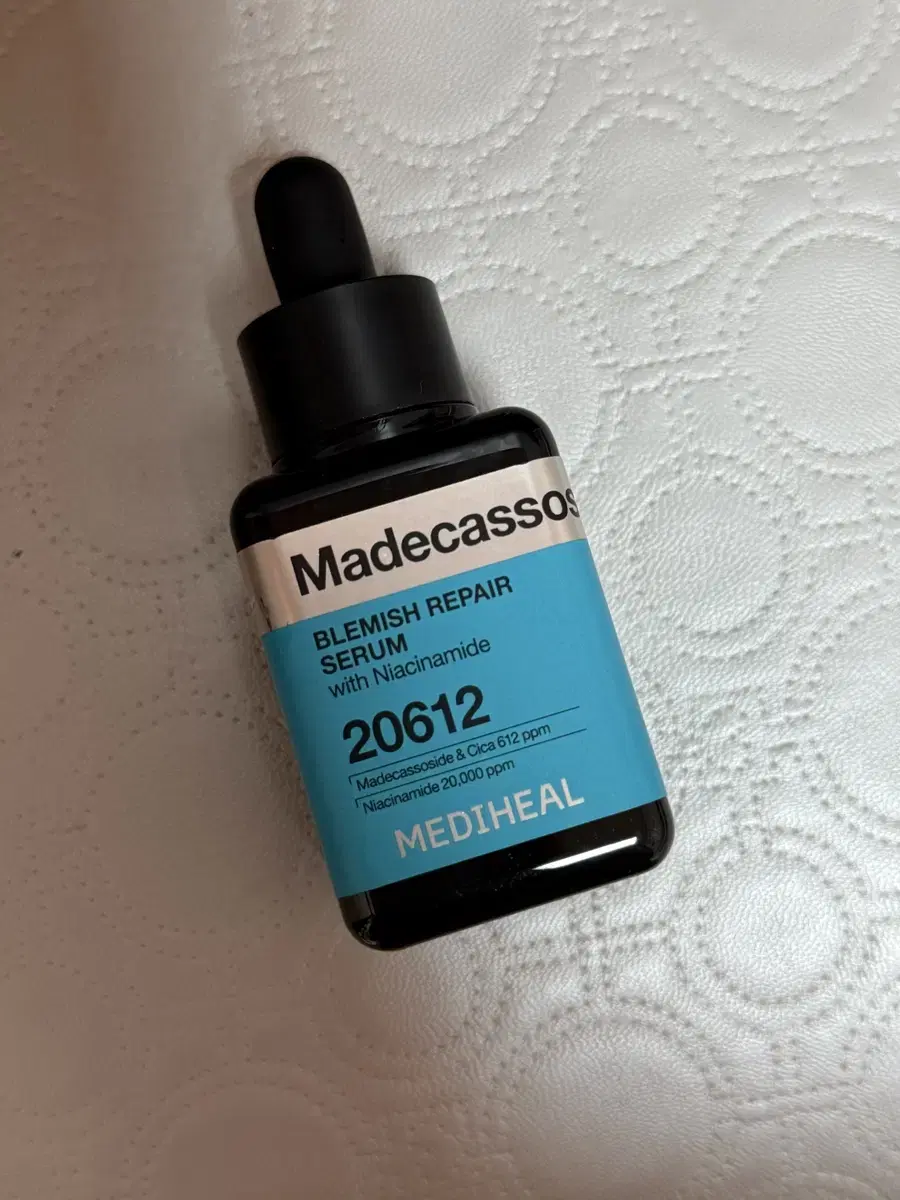 Madecassos
BLEMISH REPAIR
SERUM
with Niacinamide
20612
Madecassoside & Cica 612 ppm
Niacinamide 20,000 ppm
MEDIHEAL